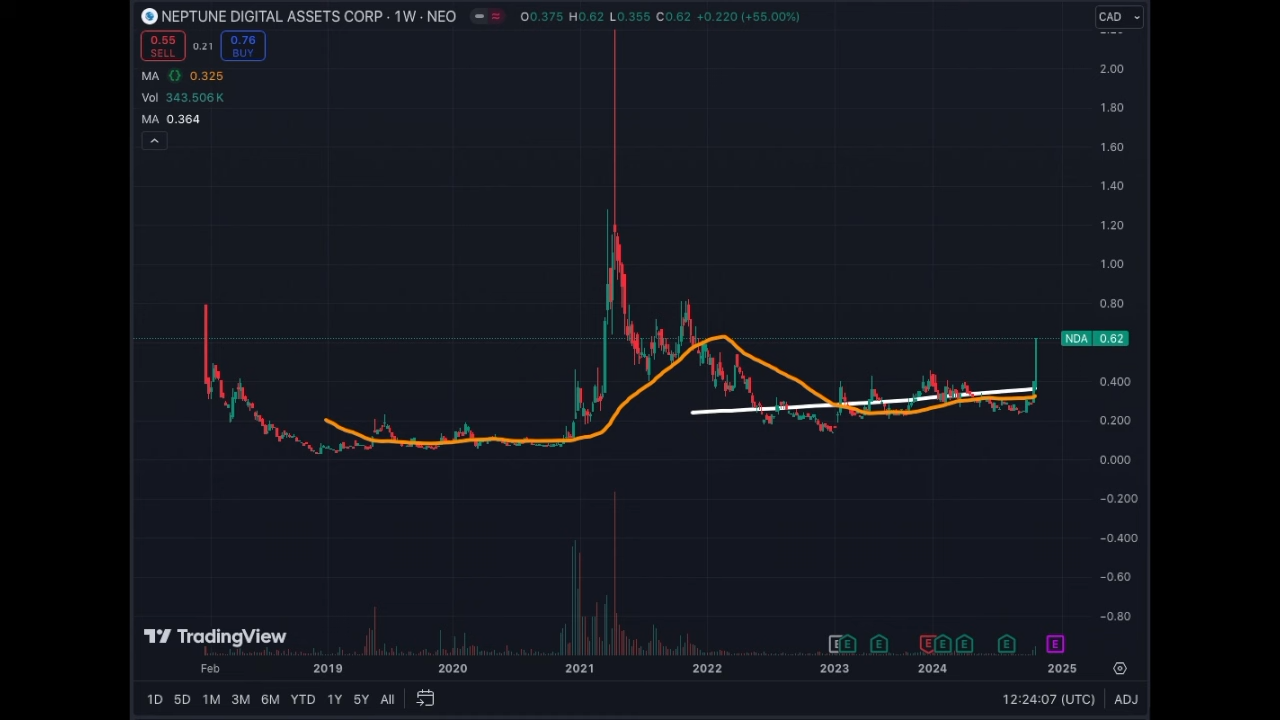 NEPTUNE DIGITAL ASSETS CORP · 1W · NEO O0.375 H0.62 L0.355 C0.62 +0.220 (+55.00%) CAD
0.55 SELL 0.21 0.76 BUY
MA 0.325
Vol 343.506K
MA 0.364
2.00
1.80
1.60
1.40
1.20
1.00
0.80
NDA 0.62
0.400
0.200
0.000
−0.200
−0.400
−0.60
−0.80
TradingView
E E E E E E E E
Feb 2019 2020 2021 2022 2023 2024 2025
1D 5D 1M 3M 6M YTD 1Y 5Y All 12:24:07 (UTC) ADJ